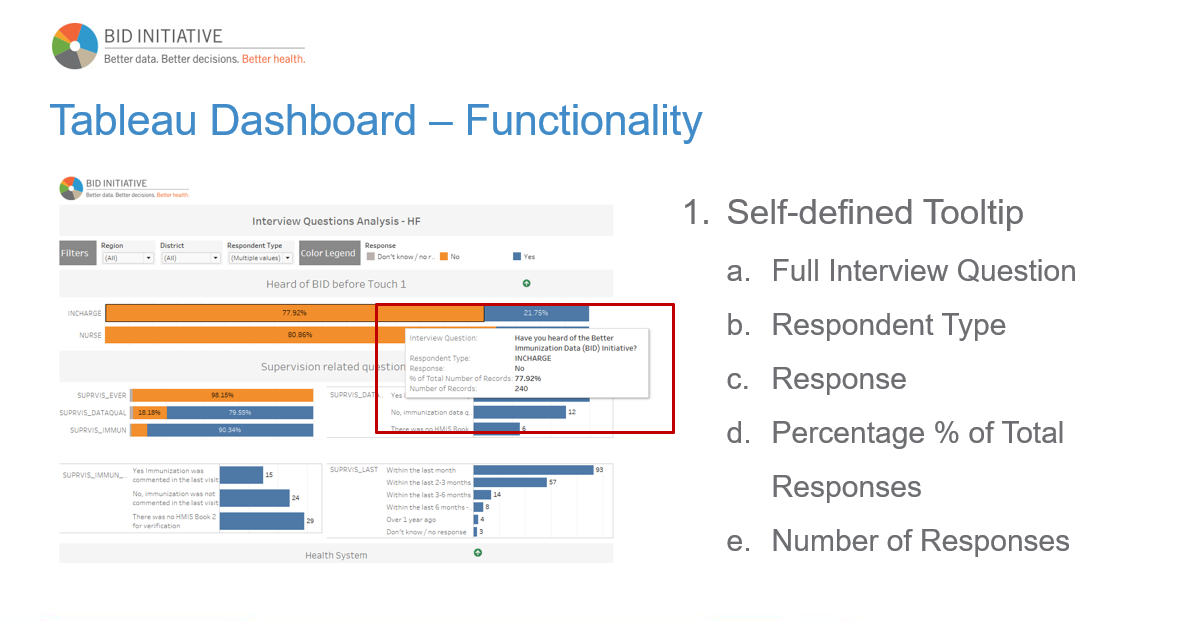 BID INITIATIVE
Better data. Better decisions. Better health.
Tableau Dashboard – Functionality
BID INITIATIVE
Better data. Better decisions. Better health.
Interview Questions Analysis - HF
Filters
Region
(All)
District
(All)
Respondent Type
(Multiple values)
Color Legend
Response
Don't know / no r..
No
Yes
Heard of BID before Touch 1
INCHARGE 77.92% 21.75%
NURSE 80.86%
Interview Question: Have you heard of the Better
Immunization Data (BID) Initiative?
Respondent Type: INCHARGE
Response: No
% of Total Number of Records: 77.92%
Number of Records: 240
Supervision related question
SUPRVIS_EVER 98.15%
SUPRVIS_DATAQUAL 18.18% 79.55%
SUPRVIS_IMMUN 90.34%
SUPRVIS_DATA.. Yes
No, immunization data q.. 12
There was no HMIS Book 6
SUPRVIS_IMMUN_..
Yes Immunization was
commented in the last visit 15
No, immunization was not
commented in the last visit 24
There was no HMIS Book 2
for verification 29
SUPRVIS_LAST Within the last month 93
Within the last 2-3 months 57
Within the last 3-6 months 14
Within the last 6 months -.. 8
Over 1 year ago 4
Don't know / no response 3
Health System
1. Self-defined Tooltip
a. Full Interview Question
b. Respondent Type
c. Response
d. Percentage % of Total
Responses
e. Number of Responses